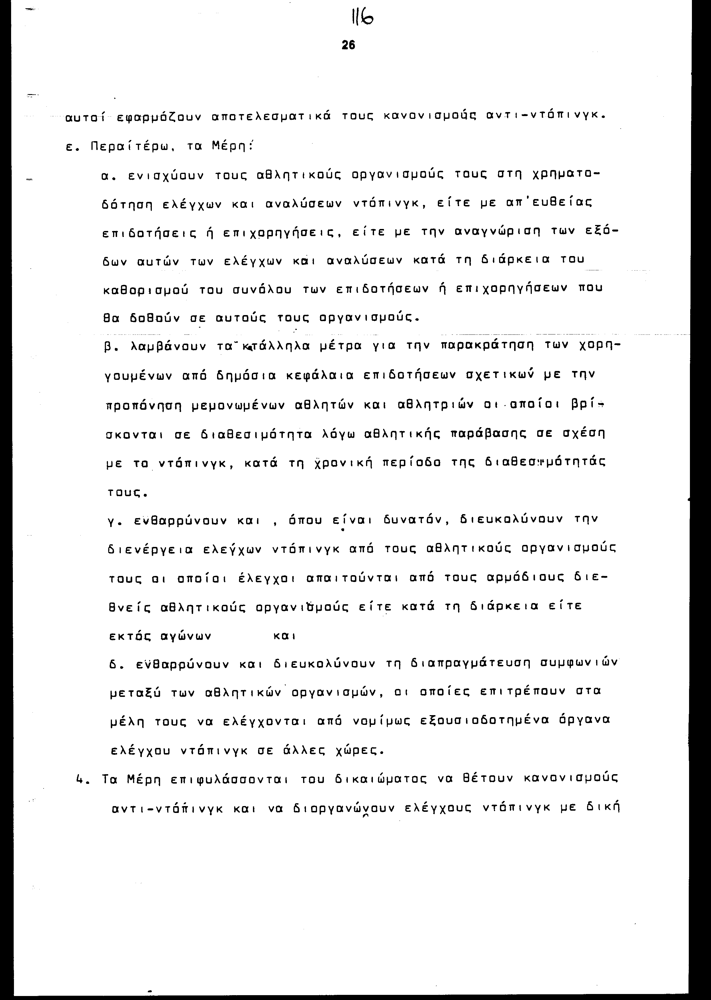 116
26
αυτοί εφαρμόζουν αποτελεσματικά τους κανονισμούς αντι-ντόπινγκ.
ε. Περαίτέρω, τα Μέρη:
α. ενισχύουν τους αθλητικούς οργανισμούς τους στη χρηματο-
δότηση ελέγχων και αναλύσεων ντόπινγκ, είτε με απ'ευθείας
επιδοτήσεις ή επιχορηγήσεις, είτε με την αναγνώριση των εξό-
δων αυτών των ελέγχων και αναλύσεων κατά τη διάρκεια του
καθορισμού του συνόλου των επιδοτήσεων ή επιχορηγήσεων που
θα δοθούν σε αυτούς τους οργανισμούς.
β. λαμβάνουν τα κατάλληλα μέτρα για την παρακράτηση των χορη-
γουμένων από δημόσια κεφάλαια επιδοτήσεων σχετικών με την
προπόνηση μεμονωμένων αθλητών και αθλητριών οι οποίοι βρί-
σκονται σε διαθεσιμότητα λόγω αθλητικής παράβασης σε σχέση
με το ντόπινγκ, κατά τη χρονική περίοδο της διαθεσιμότητάς
τους.
γ. ενθαρρύνουν και , όπου είναι δυνατόν, διευκολύνουν την
διενέργεια ελεγχων ντόπινγκ από τους αθλητικούς οργανισμούς
τους οι οποίοι έλεγχοι απαιτούνται από τους αρμόδιους διε-
θνείς αθλητικούς οργανισμούς είτε κατά τη διάρκεια είτε
εκτός αγώνων και
δ. ενθαρρύνουν και διευκολύνουν τη διαπραγμάτευση συμφωνιών
μεταξύ των αθλητικών οργανισμών, οι οποίες επιτρέπουν στα
μέλη τους να ελέγχονται από νομίμως εξουσιοδοτημένα όργανα
ελέγχου ντόπινγκ σε άλλες χώρες.
4. Τα Μέρη επιφυλάσσονται του δικαιώματος να θέτουν κανονισμούς
αντι-ντόπινγκ και να διοργανώνουν ελέγχους ντόπινγκ με δική